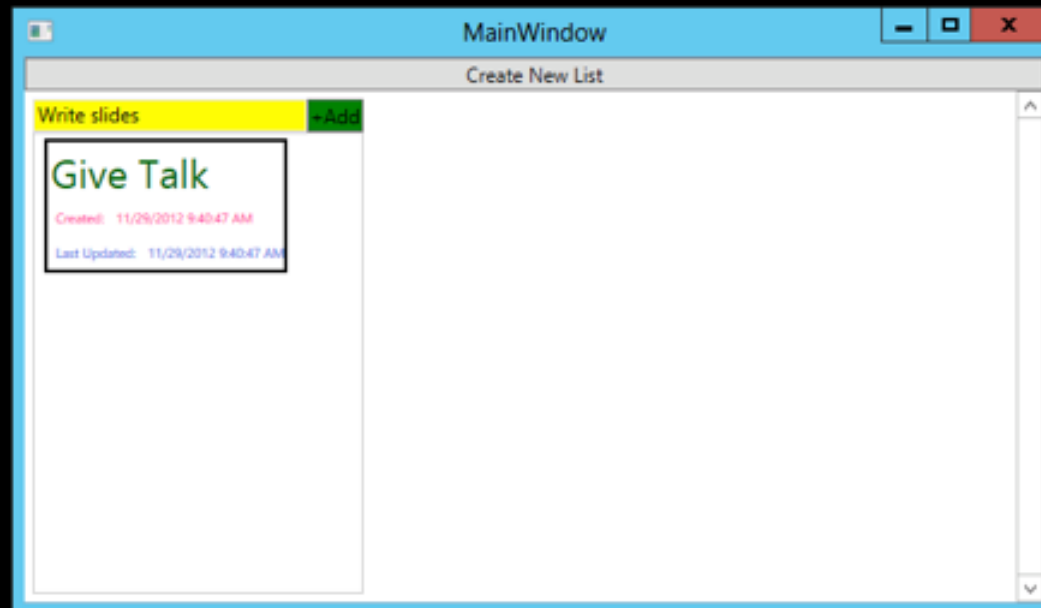 MainWindow
Create New List
Write slides +Add
Give Talk
Created: 11/29/2012 9:40:47 AM
Last Updated: 11/29/2012 9:40:47 AM